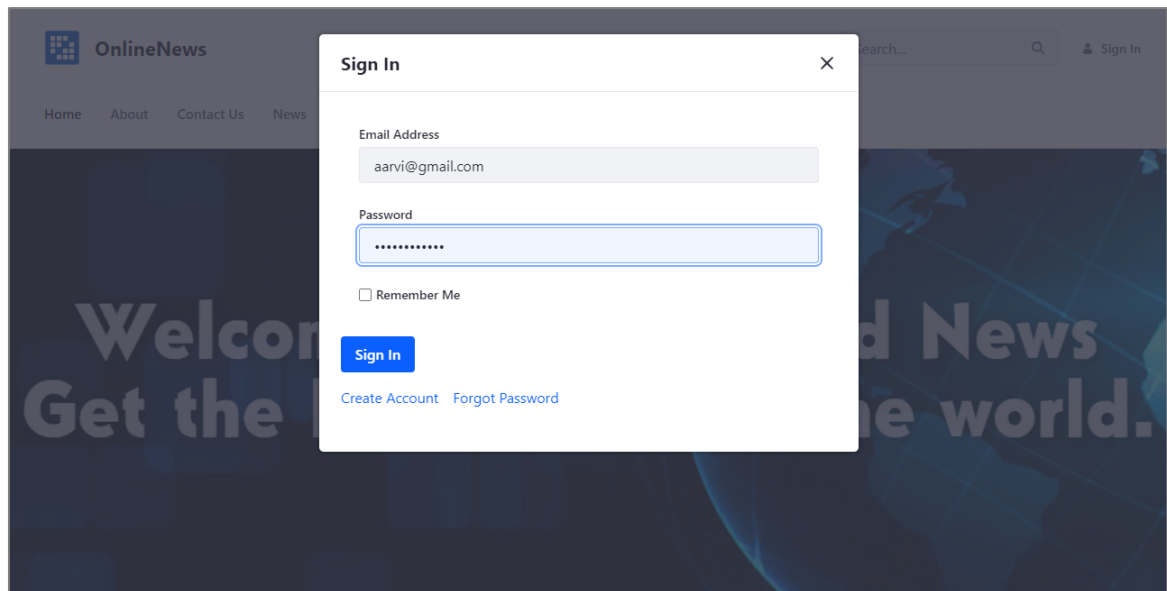 OnlineNews
Search...
Sign In
Home About Contact Us News
Sign In
Email Address
aarvi@gmail.com
Password
••••••••••••
Remember Me
Sign In
Create Account Forgot Password
News
Get the
world.